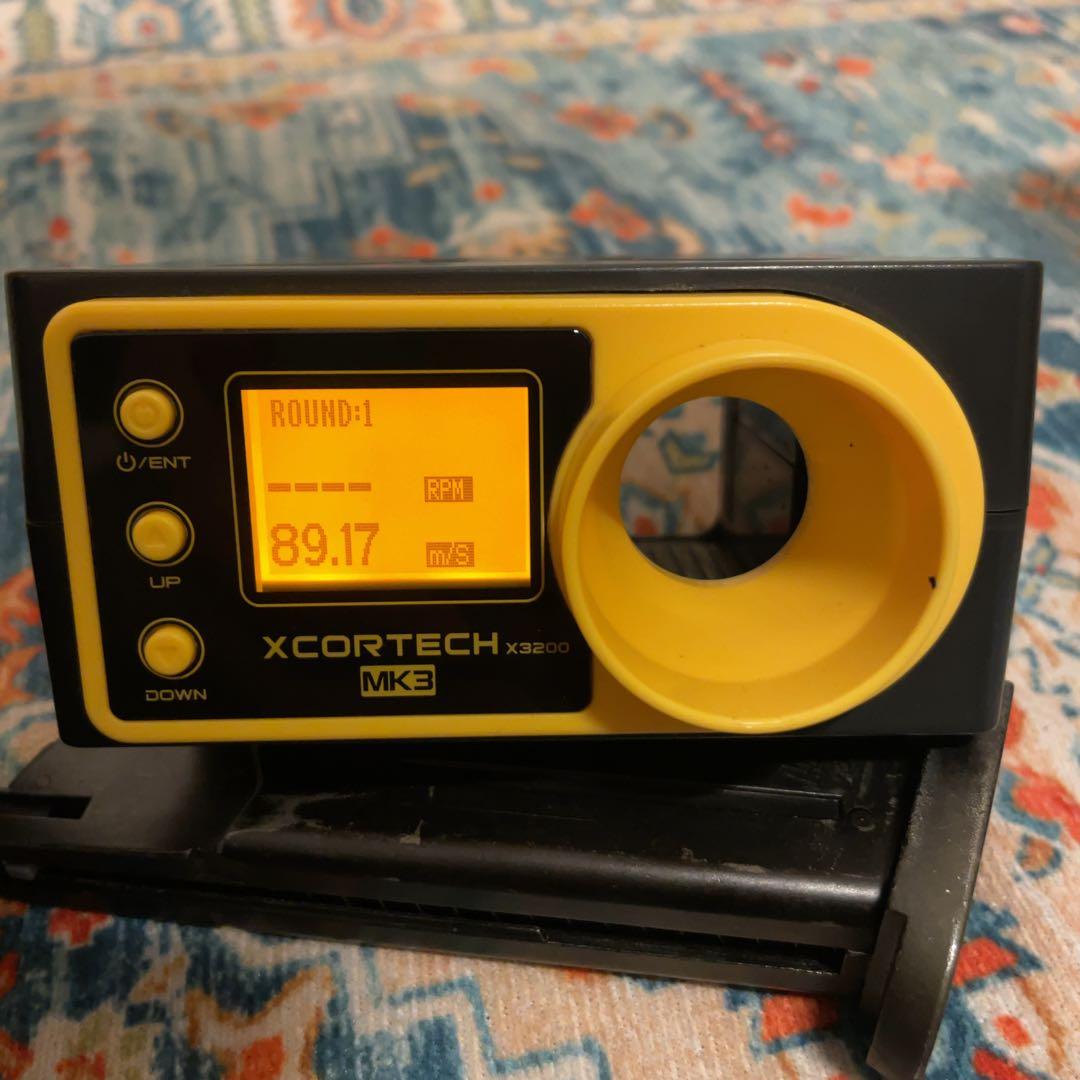 ROUND:1
---- RPM
89.17 m/S
⏻/ENT
UP
DOWN
XCORTECH X3200
MK3